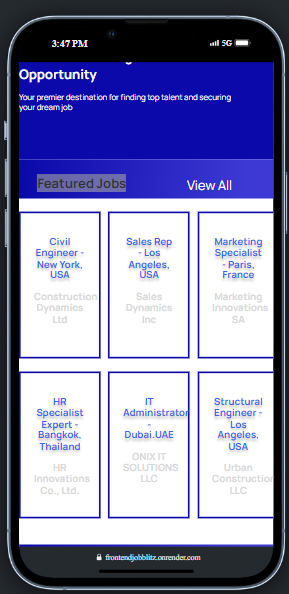 3:47 PM 5G
Opportunity
Your premier destination for finding top talent and securing
your dream job
Featured Jobs View All
Civil
Engineer -
New York,
USA
Construction
Dynamics
Ltd
Sales Rep
- Los
Angeles,
USA
Sales
Dynamics
Inc
Marketing
Specialist
- Paris,
France
Marketing
Innovations
SA
HR
Specialist
Expert -
Bangkok.
Thailand
HR
Innovations
Co., Ltd.
IT
Administrator
-
Dubai.UAE
ONIX IT
SOLUTIONS
LLC
Structural
Engineer -
Los
Angeles,
USA
Urban
Construction
LLC
frontendjobblitz.onrender.com